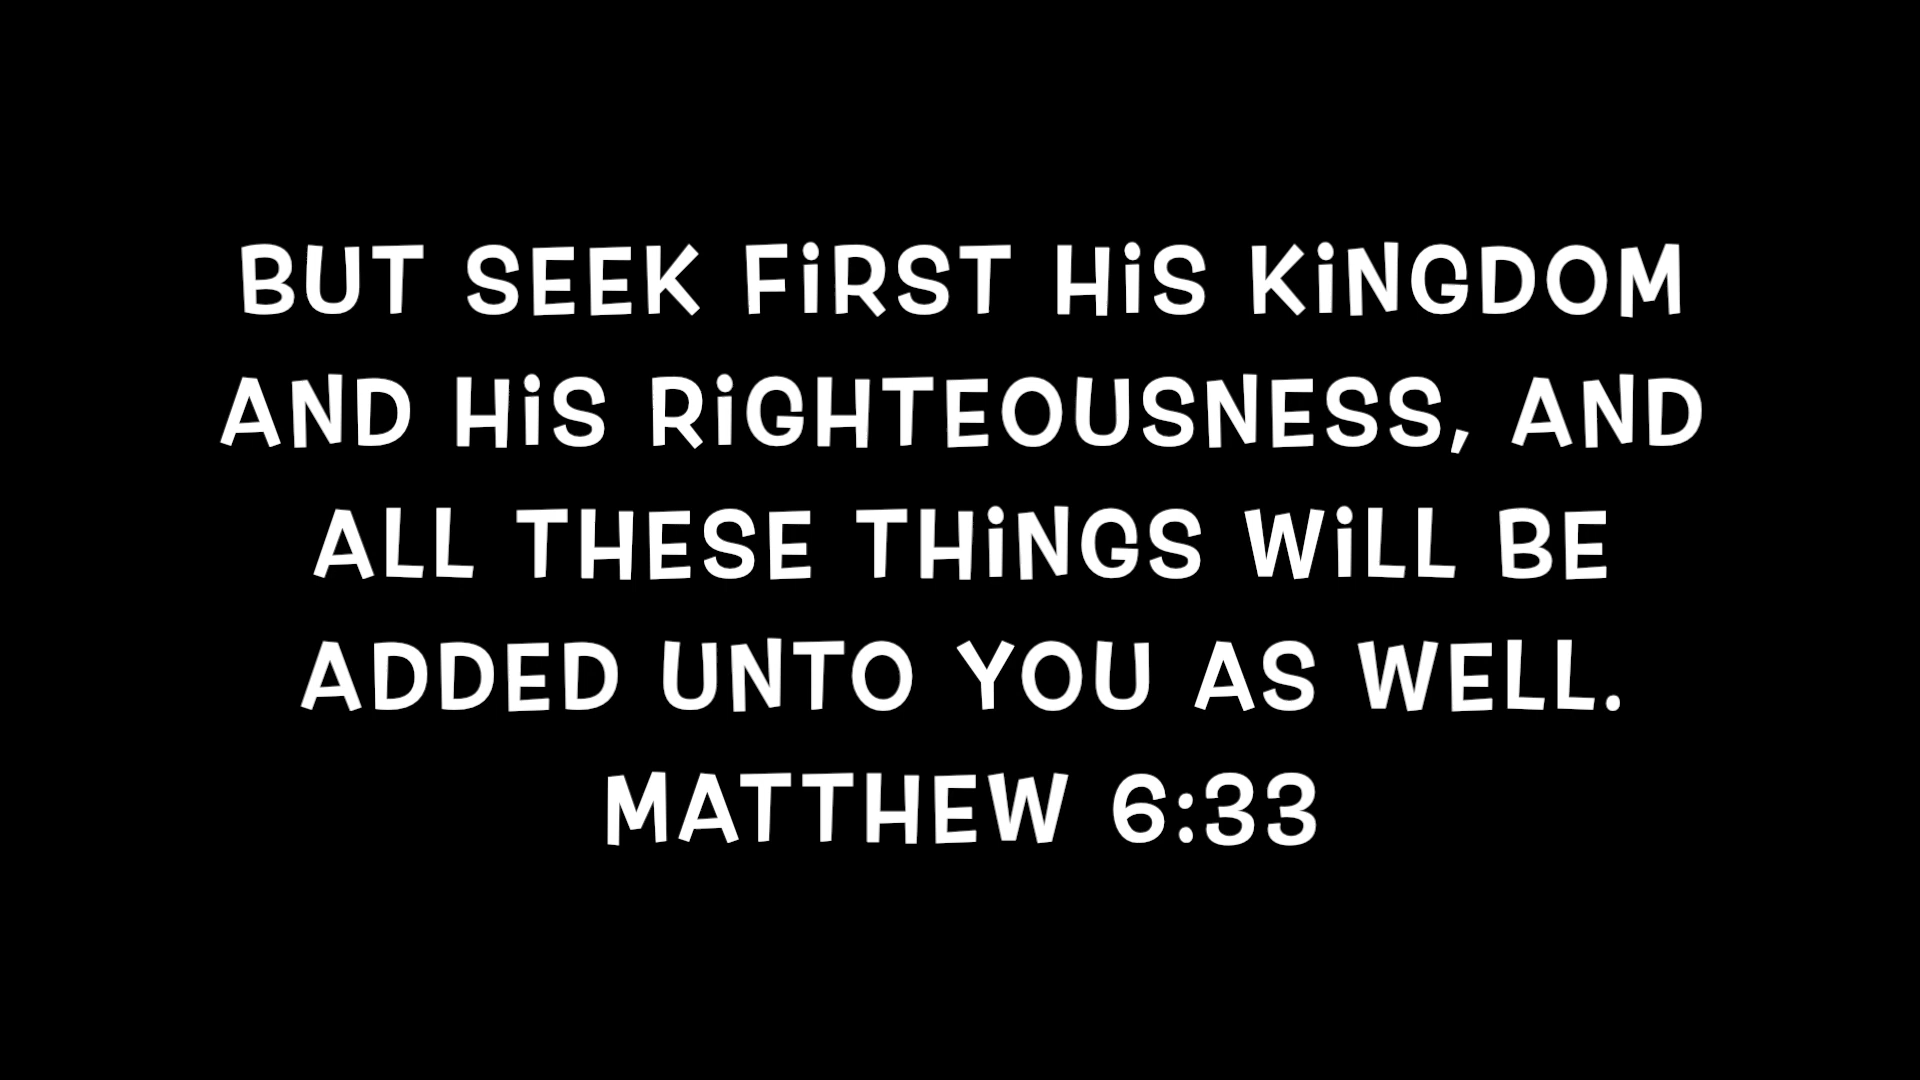 BUT SEEK FiRST HiS KiNGDOM
AND HiS RiGHTEOUSNESS, AND
ALL THESE THiNGS WiLL BE
ADDED UNTO YOU AS WELL.
MATTHEW 6:33